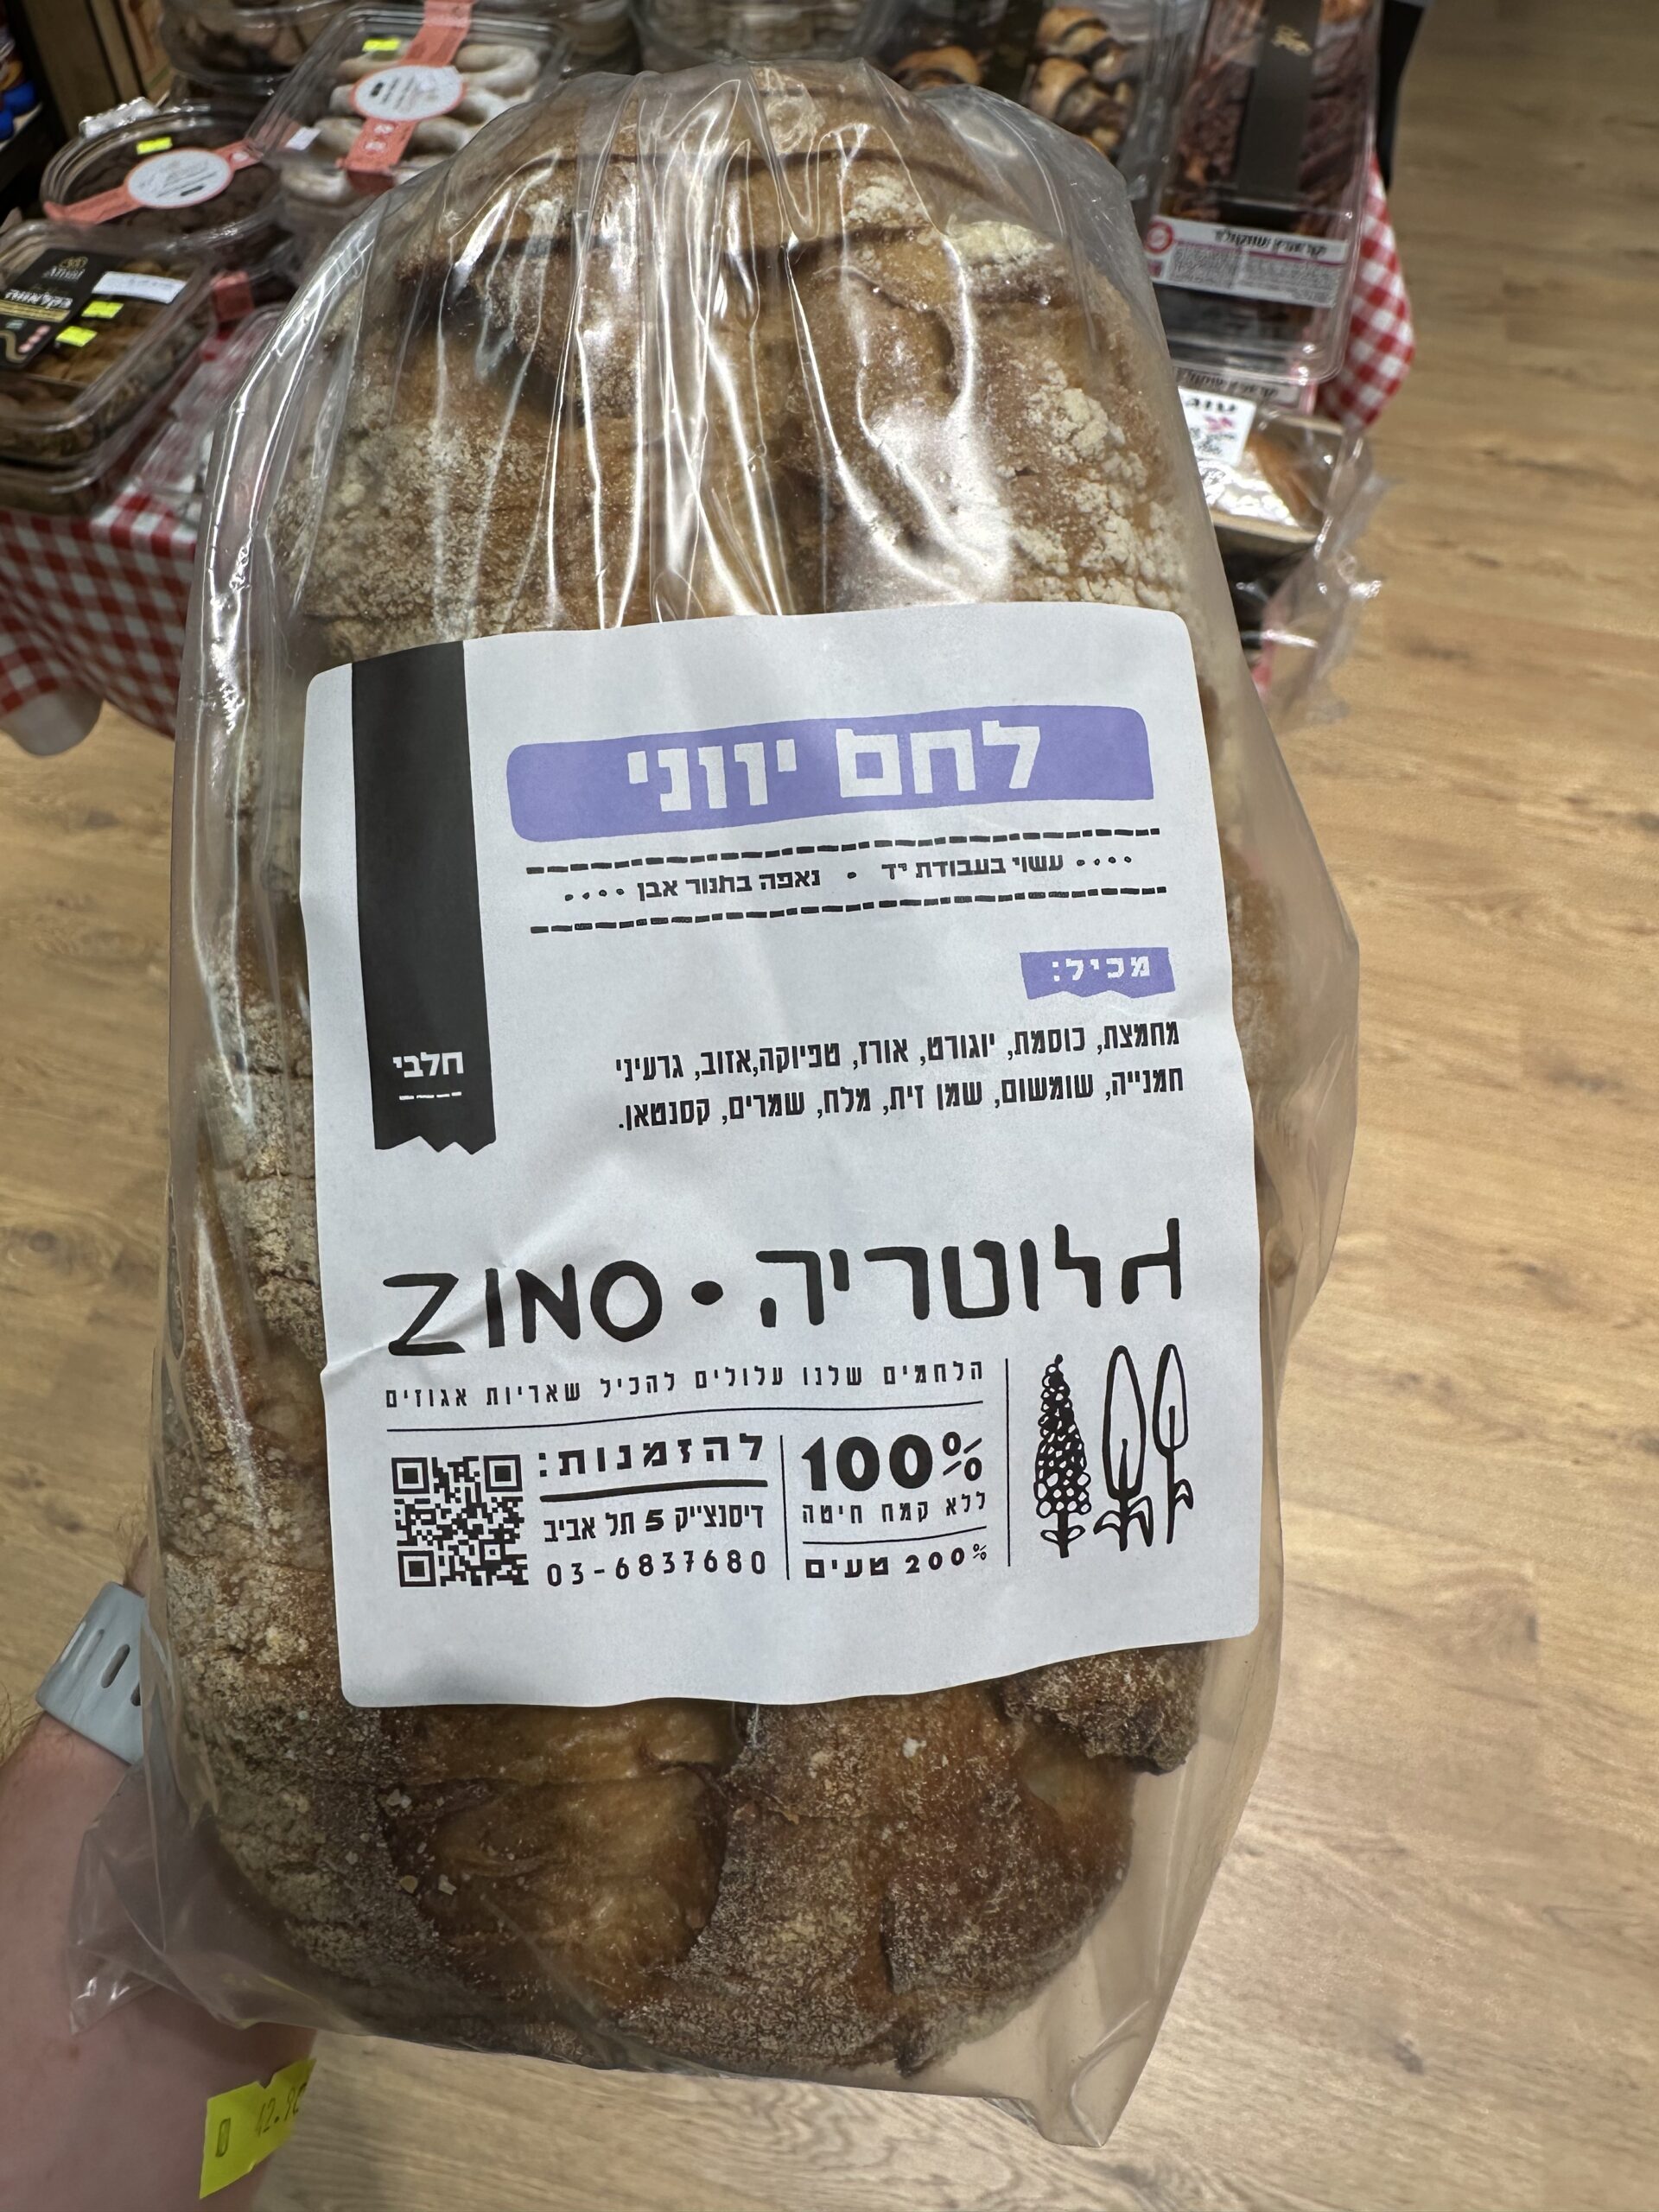 לחם יווני
עשוי בעבודת יד • נאפה בתנור אבן
מכיל:
מחמצת, כוסמת, יוגורט, אורז, טפיוקה,אזוב, גרעיני
חמנייה, שומשום, שמן זית, מלח, שמרים, קסנטאן.
חלבי
גלוטריה • ZINO
הלחמים שלנו עלולים להכיל שאריות אגוזים
100%
ללא קמח חיטה
200% טעים
להזמנות:
דיסנצ'יק 5 תל אביב
03-6837680